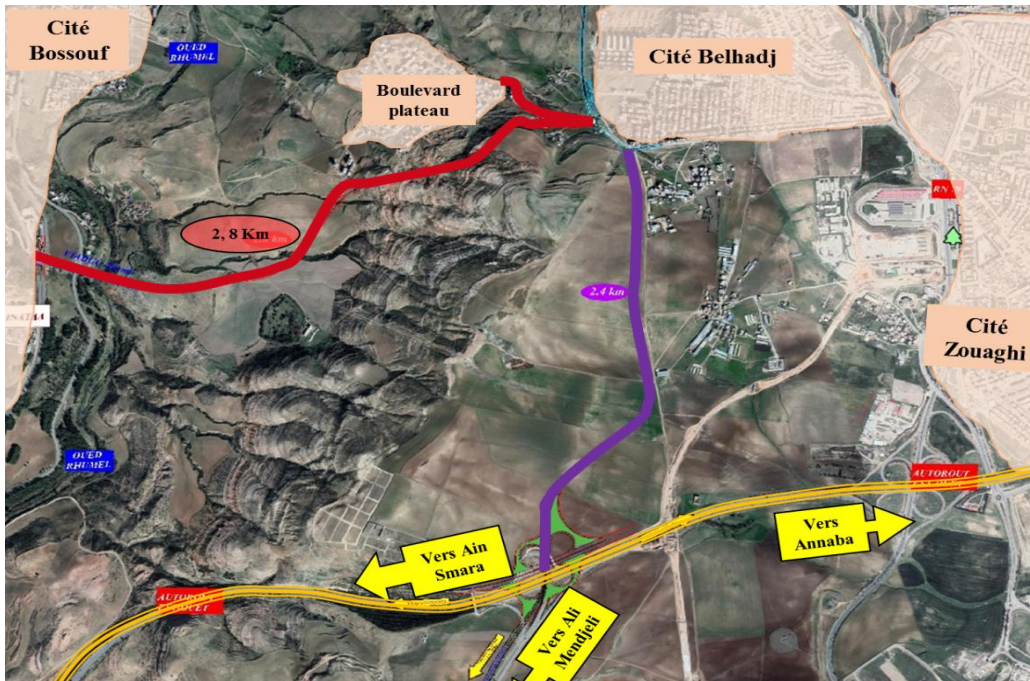 Cité
Bossouf
OUED
RHUMEL
Boulevard
plateau
Cité Belhadj
2, 8 Km
2,4 km
Cité
Zouaghi
OUED
RHUMEL
AUTOROUT
Vers
Annaba
Vers Ain
Smara
AUTOROUT
Vers Ali
Mendjeli